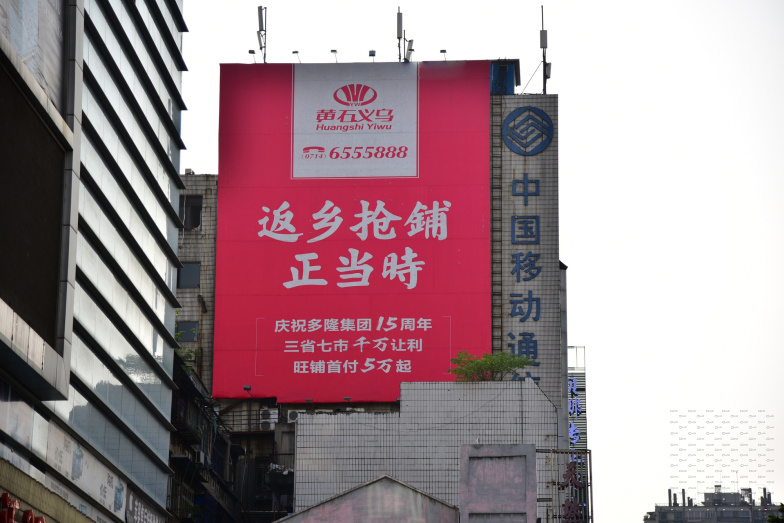 YW
黄石义乌
Huangshi Yiwu
(0714) 6555888
返乡抢鋪
正当時
庆祝多隆集团15周年
三省七市千万让利
旺铺首付5万起
中国移动通